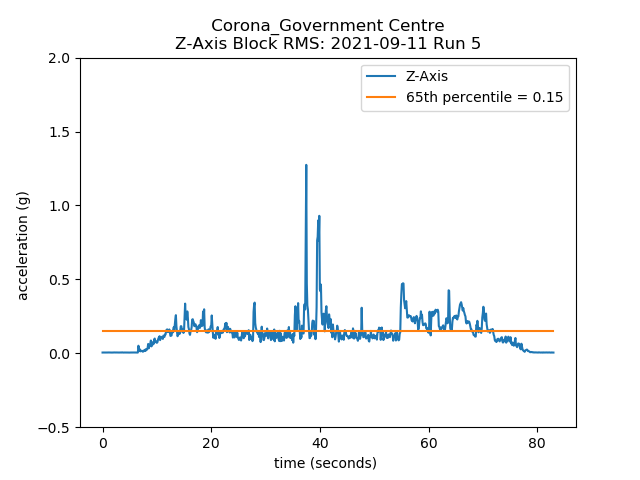 Corona_Government Centre
Z-Axis Block RMS: 2021-09-11 Run 5
Z-Axis
65th percentile = 0.15
2.0
1.5
1.0
0.5
0.0
−0.5
acceleration (g)
0 20 40 60 80
time (seconds)